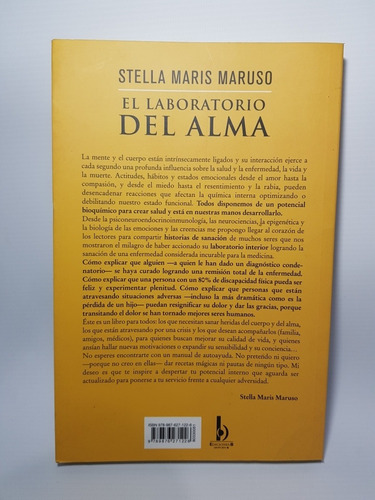 STELLA MARIS MARUSO
EL LABORATORIO
DEL ALMA
La mente y el cuerpo están intrínsecamente ligados y su interacción ejerce a
cada segundo una profunda influencia sobre la salud y la enfermedad, la vida y
la muerte. Actitudes, hábitos y estados emocionales desde el amor hasta la
compasión, y desde el miedo hasta el resentimiento y la rabia, pueden
desencadenar reacciones que afectan la química interna optimizando o
debilitando nuestro estado funcional. Todos disponemos de un potencial
bioquímico para crear salud y está en nuestras manos desarrollarlo.
Desde la psiconeuroendocrinoinmunología, las neurociencias, la epigenética y
la biología de las emociones y las creencias me propongo llegar al corazón de
los lectores para compartir historias de sanación de muchos seres que nos
mostraron el milagro de haber accionado su laboratorio interior logrando la
sanación de una enfermedad considerada incurable para la medicina.
Cómo explicar que alguien —a quien le han dado un diagnóstico conde-
natorio— se haya curado logrando una remisión total de la enfermedad.
Cómo explicar que una persona con un 80% de discapacidad física pueda ser
feliz y experimentar plenitud. Cómo explicar que personas que están
atravesando situaciones adversas —incluso la más dramática como es la
pérdida de un hijo— puedan resignificar su dolor y dar las gracias, porque
transitando el dolor se han tornado mejores seres humanos.
Este es un libro para todos: los que necesitan sanar heridas del cuerpo y del alma,
los que están atravesando por una crisis y los que desean acompañarlos (familia,
amigos, médicos), para quienes buscan mejorar su calidad de vida, y quienes
ansían hallar nuevas motivaciones o expandir su sensibilidad y su conciencia...
No esperes encontrarte con un manual de autoayuda. No pretendo ni quiero
—porque no creo en ellas— dar recetas mágicas ni pautas de ningún tipo. Mi
deseo es que te inspire a despertar tu potencial interno que aguarda ser
actualizado para ponerse a tu servicio frente a cualquier adversidad.
Stella Maris Maruso